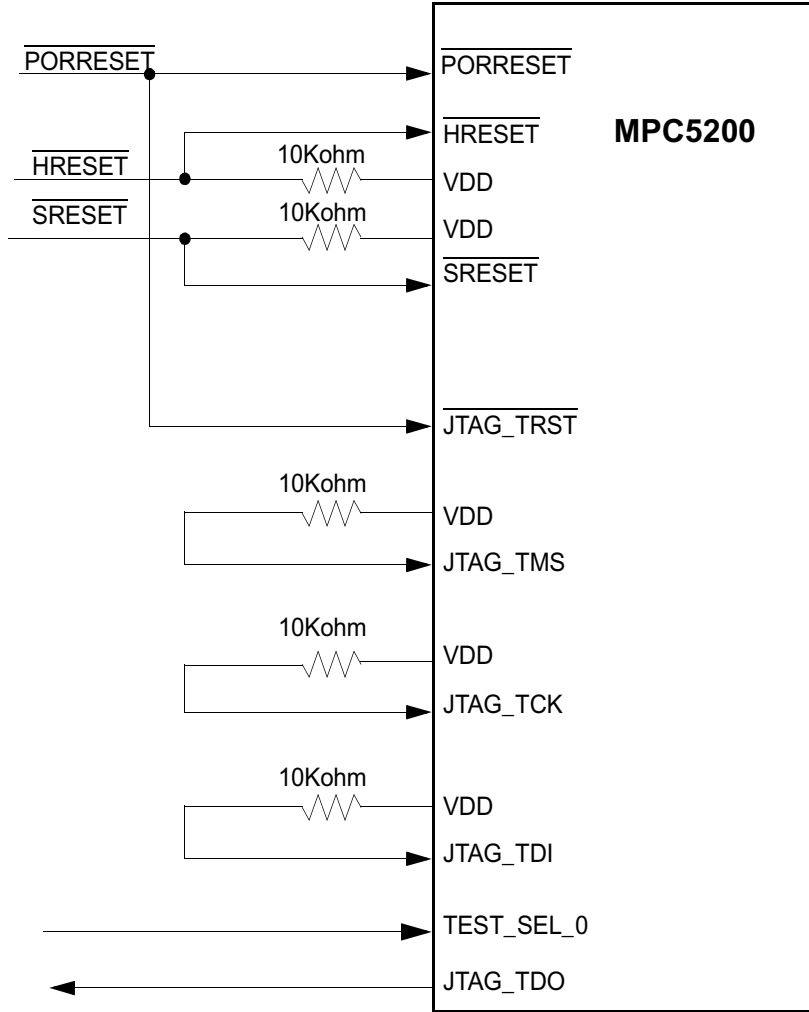 PORRESET
PORRESET
HRESET
MPC5200
10Kohm
HRESET
VDD
10Kohm
SRESET
VDD
SRESET
JTAG_TRST
10Kohm
VDD
JTAG_TMS
10Kohm
VDD
JTAG_TCK
10Kohm
VDD
JTAG_TDI
TEST_SEL_0
JTAG_TDO